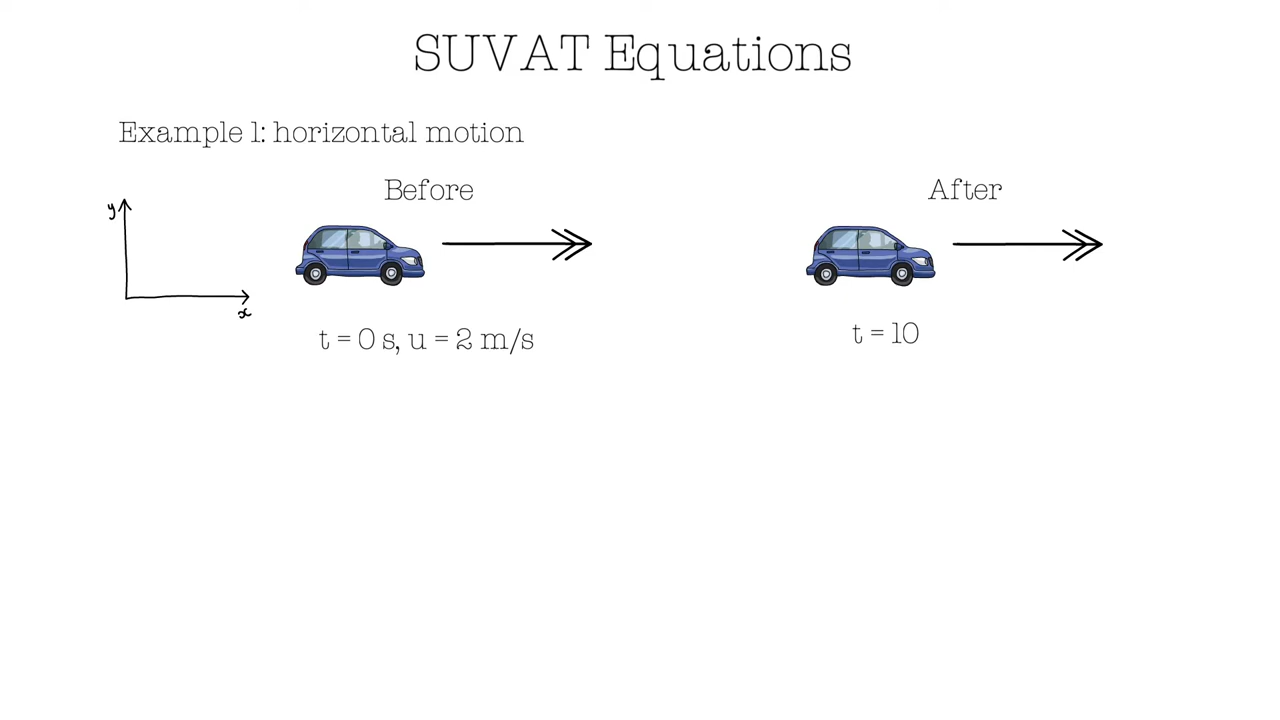 SUVAT Equations
Example 1: horizontal motion
Before
After
y
x
t = 0 s, u = 2 m/s
t = 10